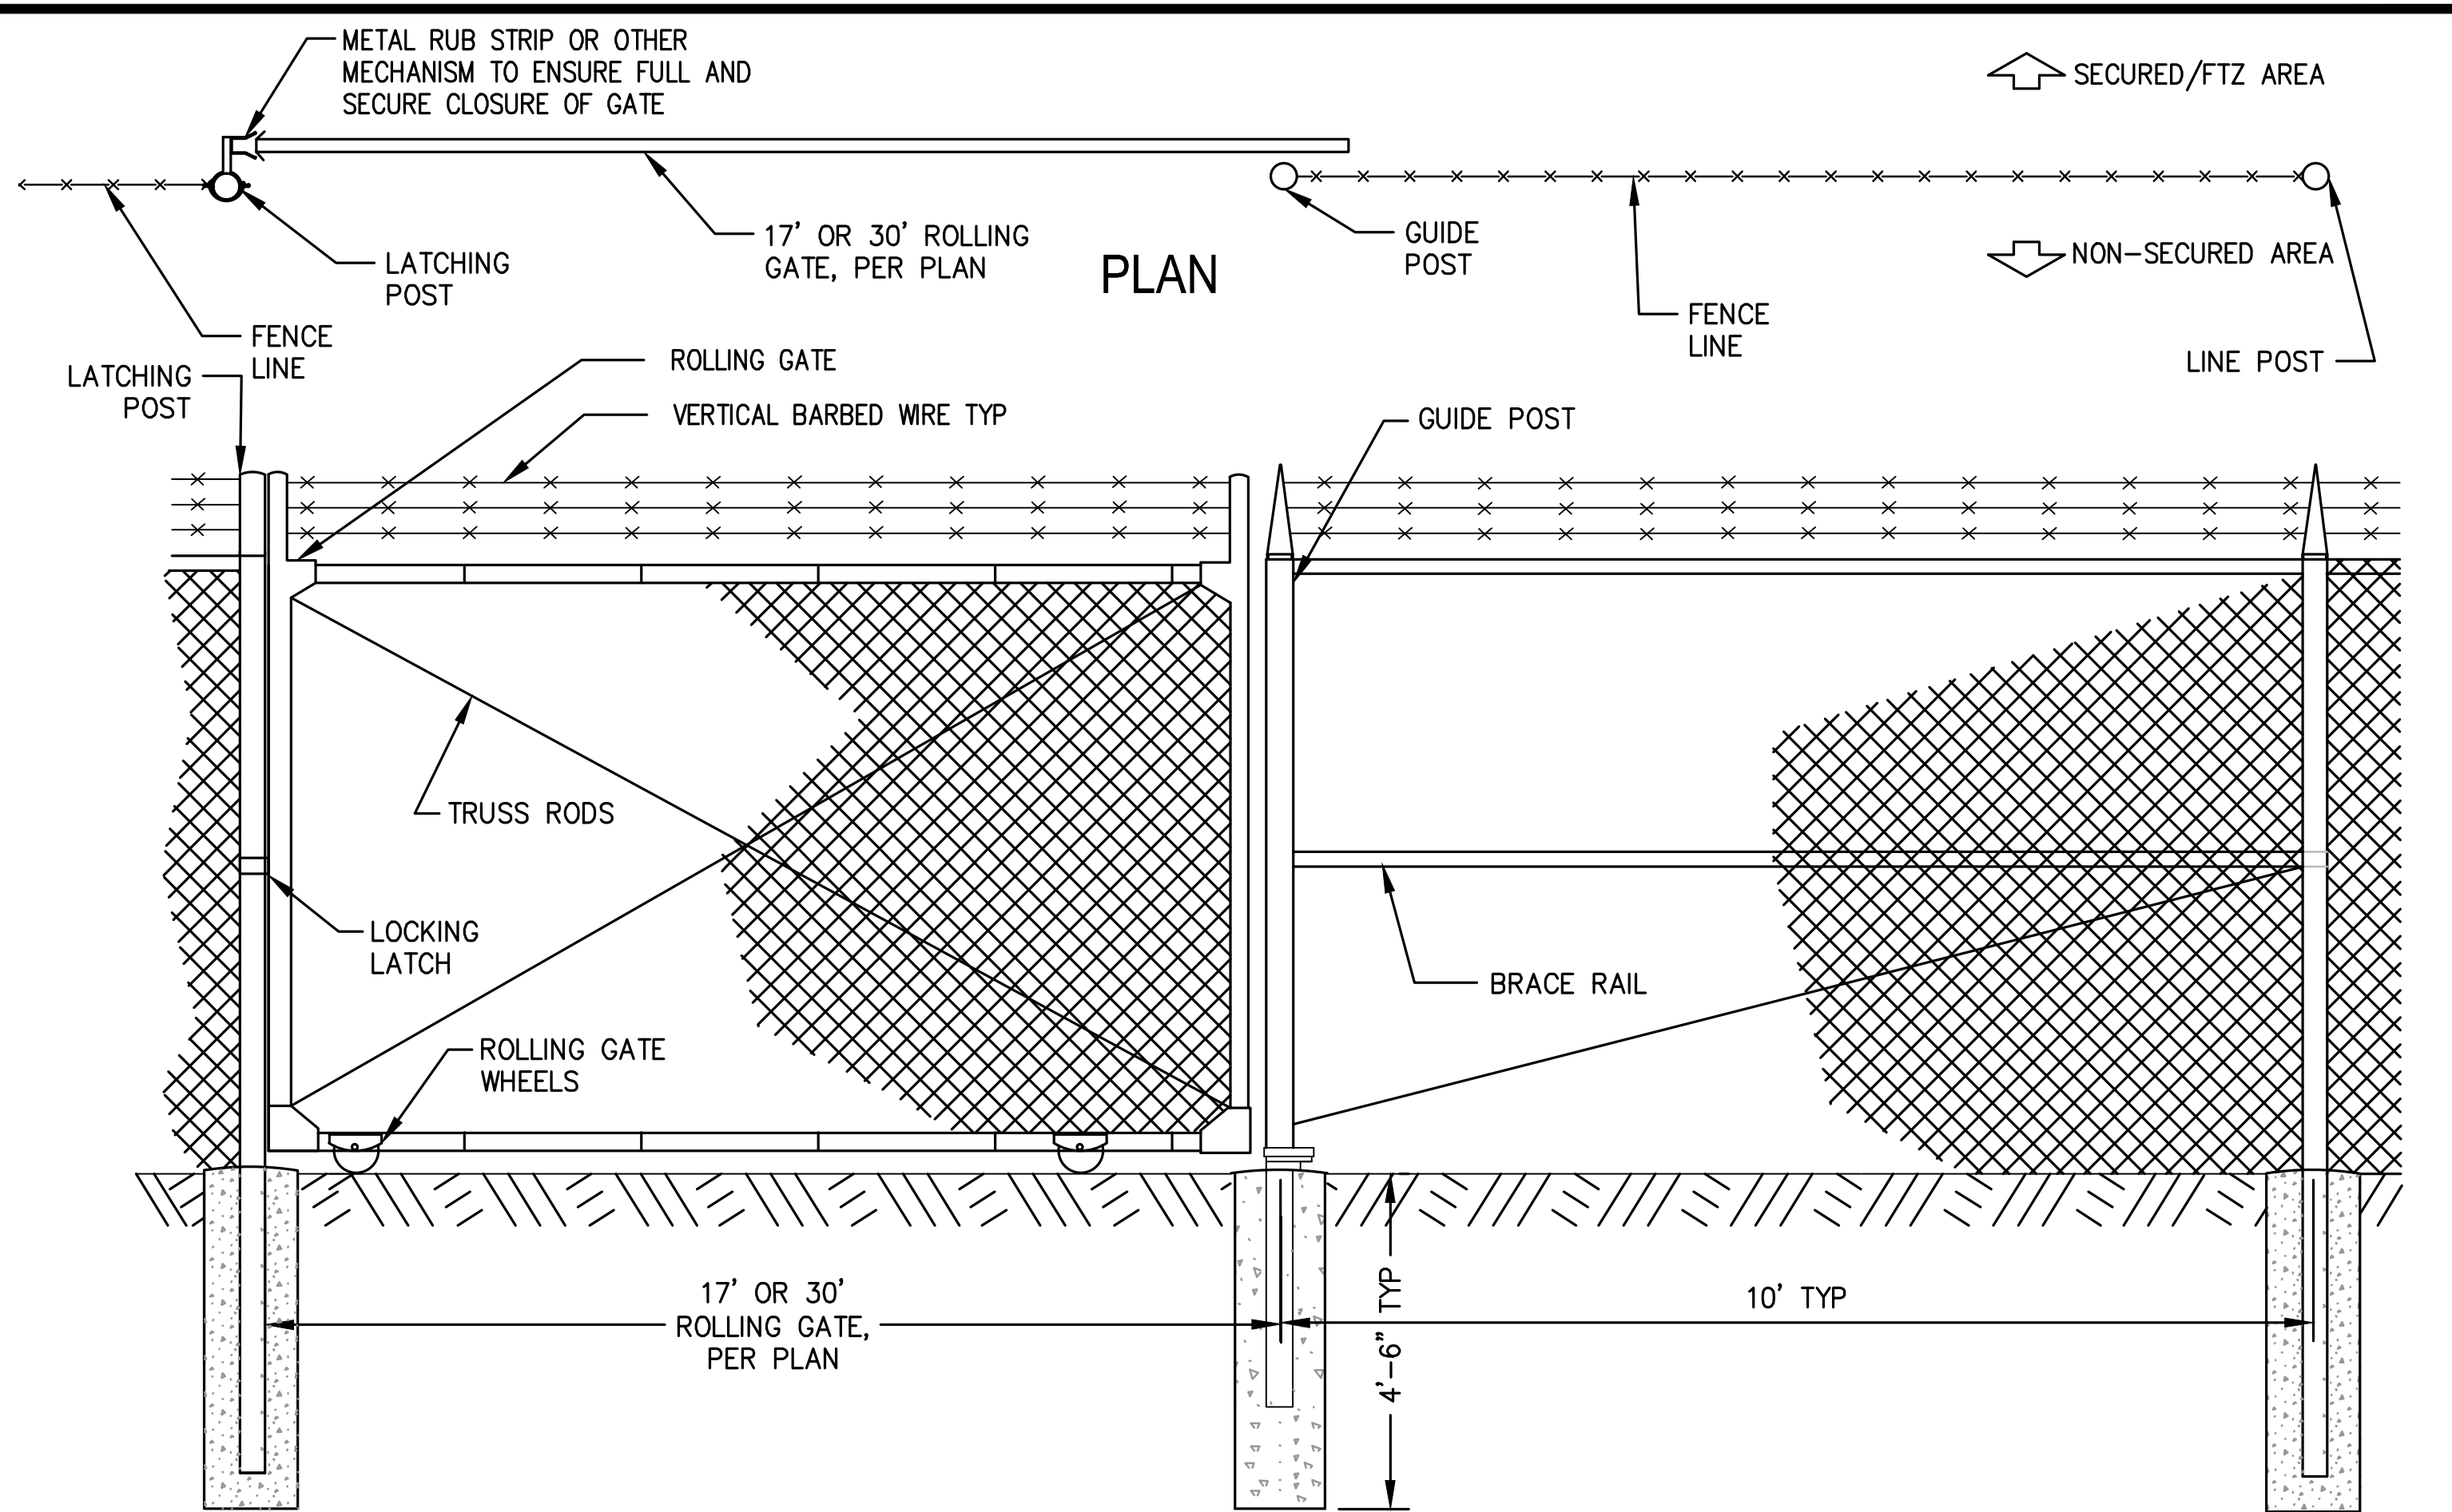 METAL RUB STRIP OR OTHER
MECHANISM TO ENSURE FULL AND
SECURE CLOSURE OF GATE
SECURED/FTZ AREA
17' OR 30' ROLLING
GATE, PER PLAN
PLAN
GUIDE
POST
NON-SECURED AREA
LATCHING
POST
FENCE
LINE
FENCE
LINE
LINE POST
LATCHING
POST
ROLLING GATE
VERTICAL BARBED WIRE TYP
GUIDE POST
TRUSS RODS
LOCKING
LATCH
BRACE RAIL
ROLLING GATE
WHEELS
17' OR 30'
ROLLING GATE,
PER PLAN
4'-6" TYP
10' TYP